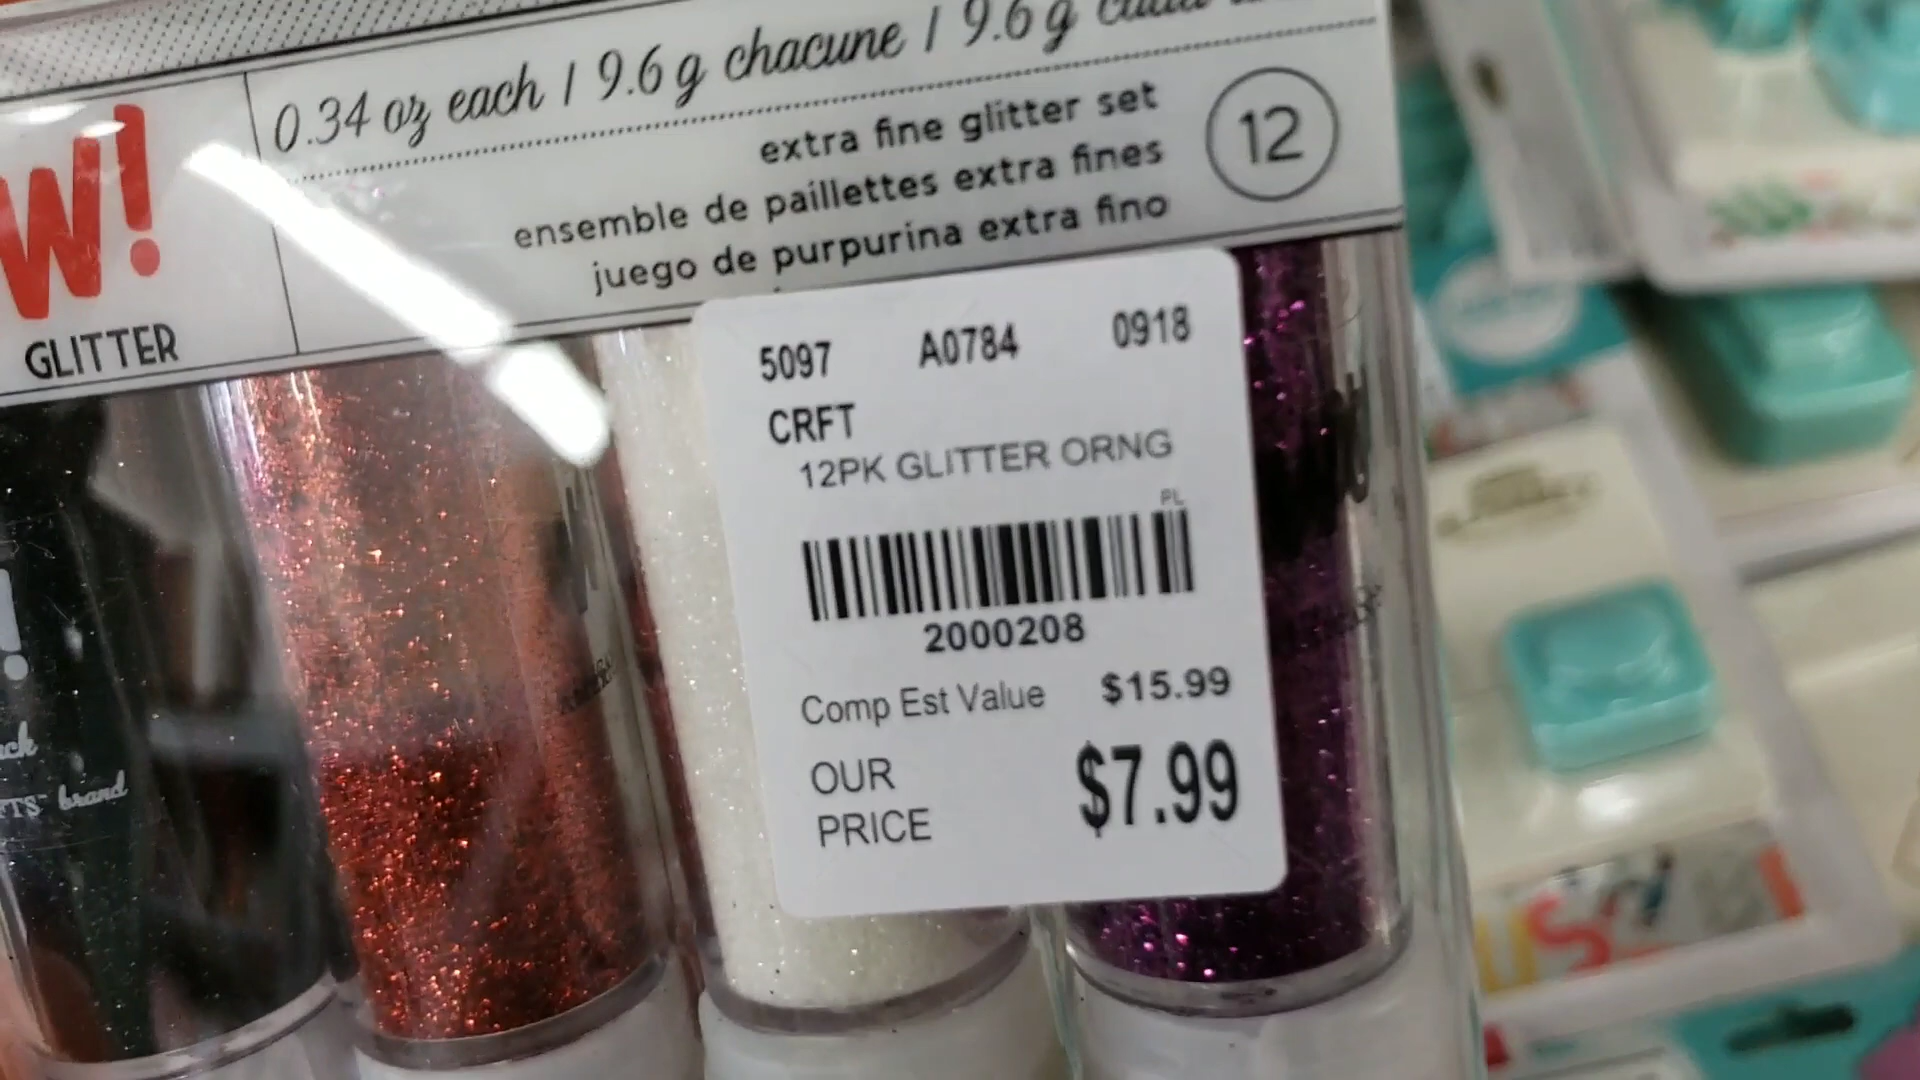 0.34 oz each / 9.6 g chacune / 9.6 g
extra fine glitter set
ensemble de paillettes extra fines
juego de purpurina extra fino
12
W!
GLITTER
5097 A0784 0918
CRFT
12PK GLITTER ORNG
PL
2000208
Comp Est Value $15.99
OUR PRICE $7.99
brand